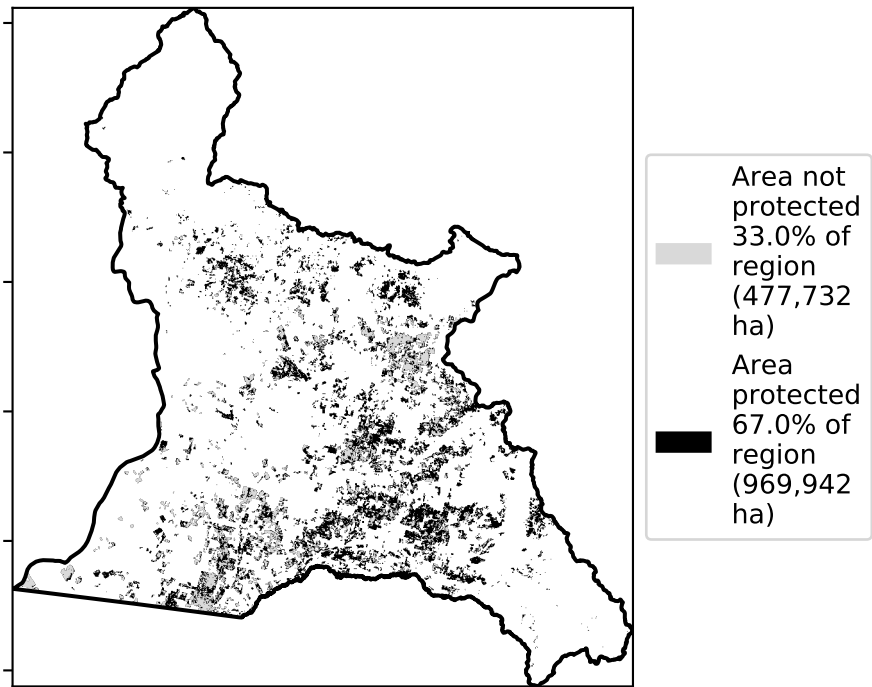 Area not
protected
33.0% of
region
(477,732
ha)
Area
protected
67.0% of
region
(969,942
ha)